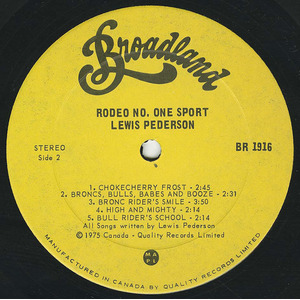 Broadland
RODEO NO. ONE SPORT
LEWIS PEDERSON
STEREO
Side 2
BR 1916
1. CHOKECHERRY FROST - 2:45
2. BRONCS, BULLS, BABES AND BOOZE - 2:31
3. BRONC RIDER'S SMILE - 3:50
4. HIGH AND MIGHTY - 2:14
5. BULL RIDER'S SCHOOL - 2:14
All Songs written by Lewis Pederson
© 1975 Canada - Quality Records Limited
M A P L
MANUFACTURED IN CANADA BY QUALITY RECORDS LIMITED